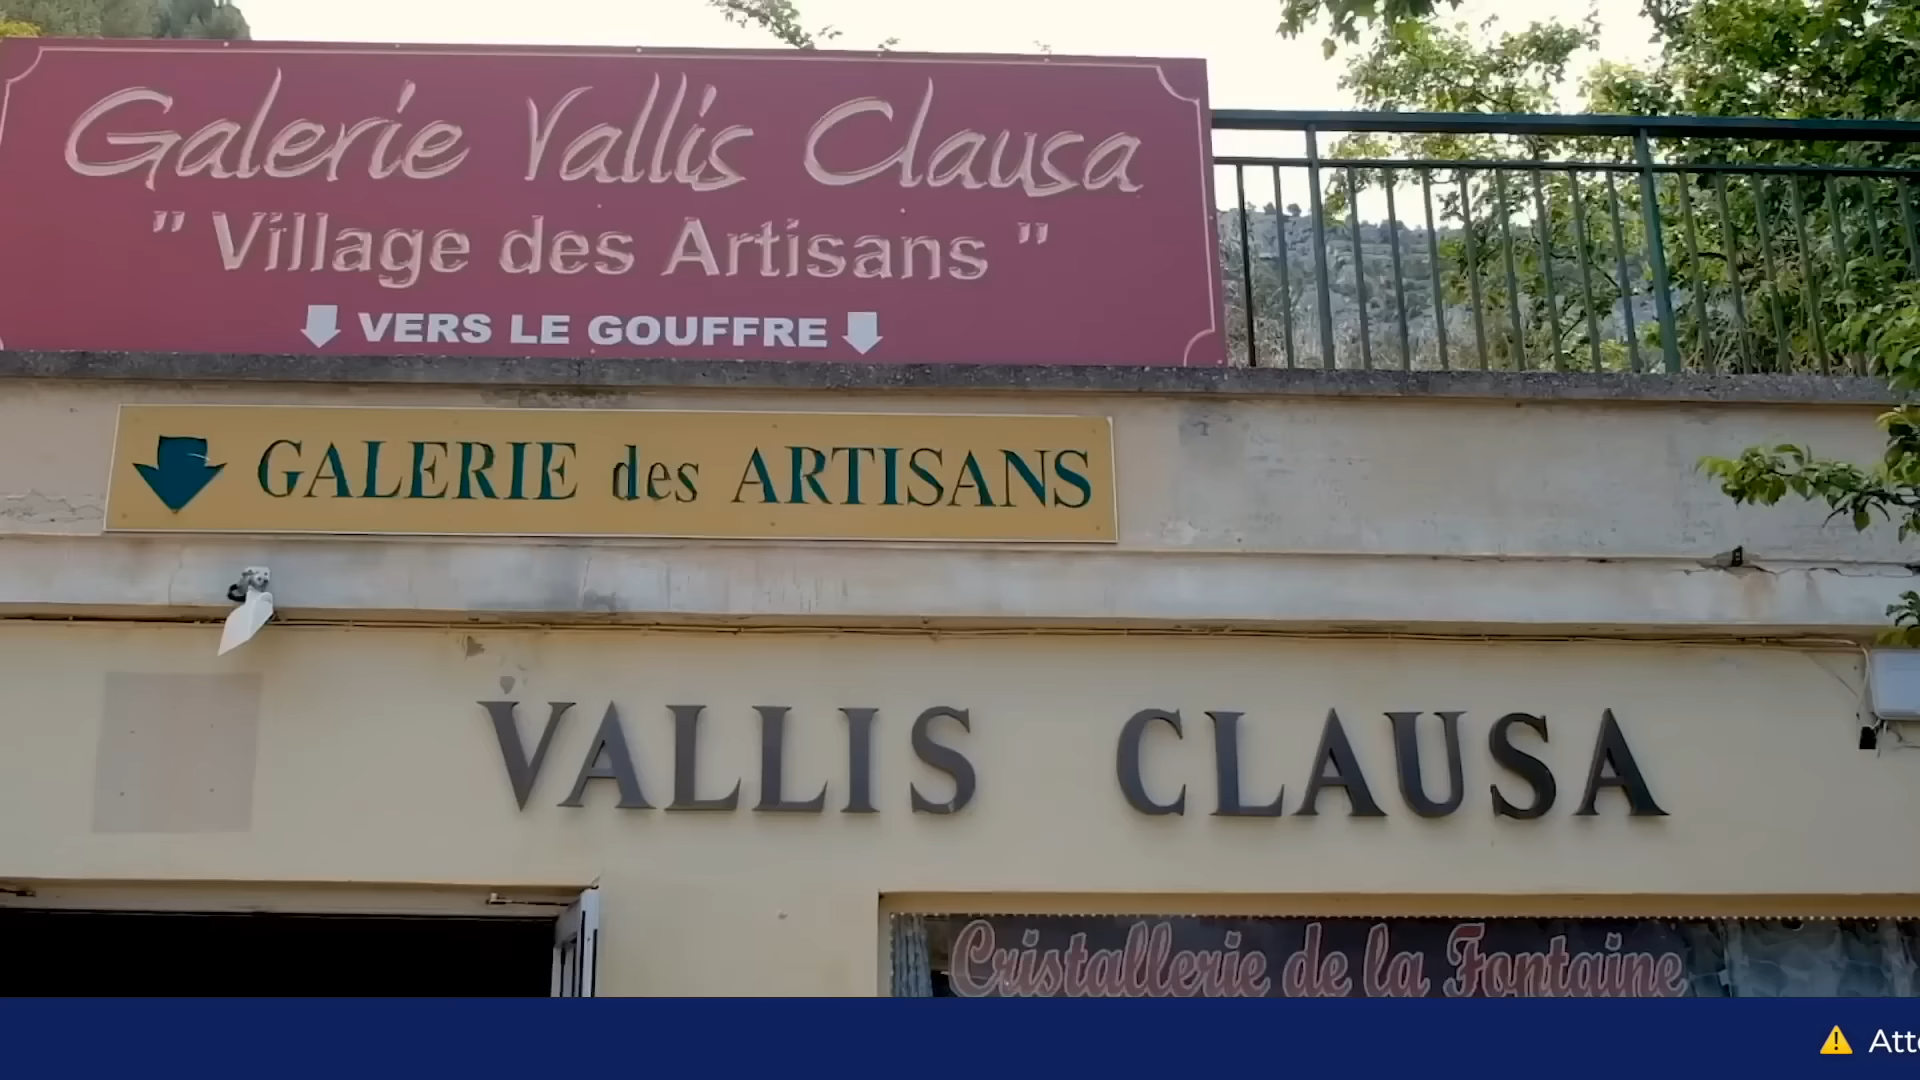 Galerie Vallis Clausa
" Village des Artisans "
VERS LE GOUFFRE
GALERIE des ARTISANS
VALLIS CLAUSA
Cristallerie de la Fontaine